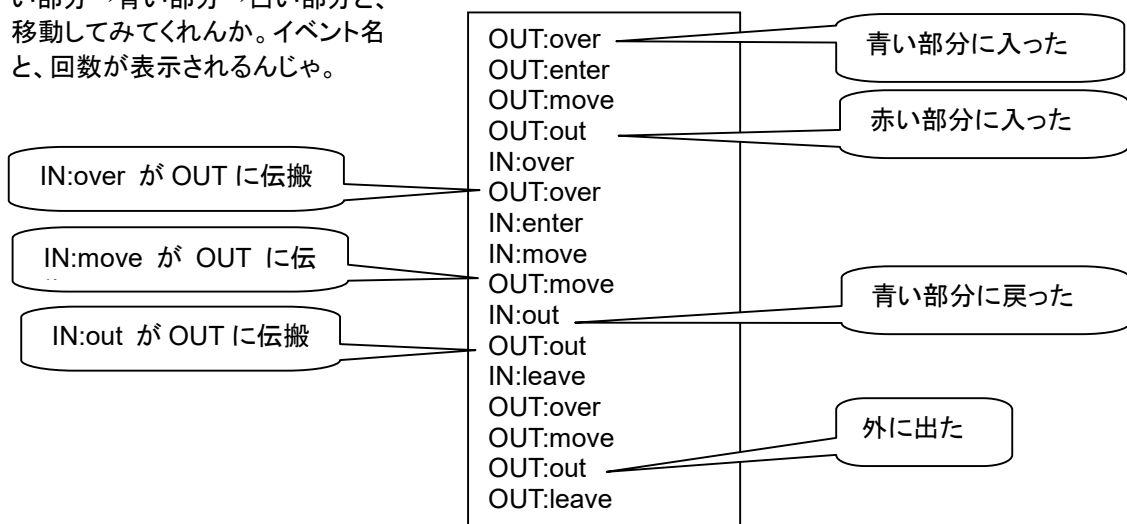 い部分→青い部分→白い部分と、
移動してみてくれんか。イベント名
と、回数が表示されるんじゃ。
OUT:over
OUT:enter
OUT:move
OUT:out
IN:over
OUT:over
IN:enter
IN:move
OUT:move
IN:out
OUT:out
IN:leave
OUT:over
OUT:move
OUT:out
OUT:leave
青い部分に入った
赤い部分に入った
IN:over が OUT に伝搬
IN:move が OUT に伝
IN:out が OUT に伝搬
青い部分に戻った
外に出た